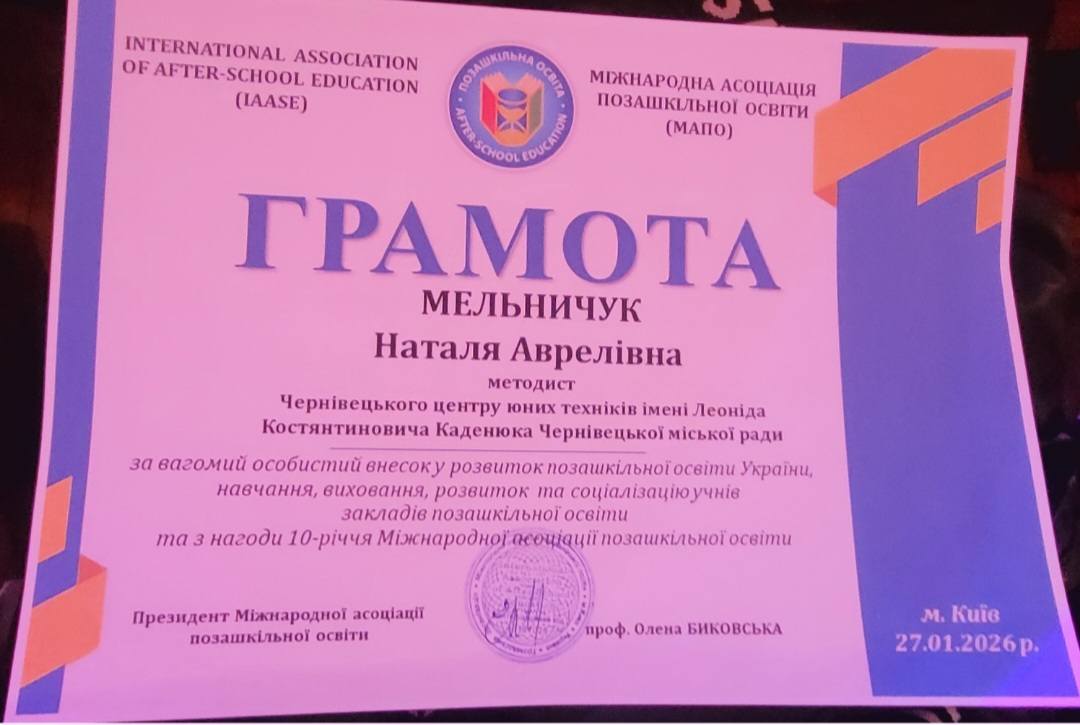 INTERNATIONAL ASSOCIATION
OF AFTER-SCHOOL EDUCATION
(IAASE)
ПОЗАШКІЛЬНА ОСВІТА
AFTER-SCHOOL EDUCATION
МІЖНАРОДНА АСОЦІАЦІЯ
ПОЗАШКІЛЬНОЇ ОСВІТИ
(МАПО)
ГРАМОТА
МЕЛЬНИЧУК
Наталя Аврелівна
методист
Чернівецького центру юних техніків імені Леоніда
Костянтиновича Каденюка Чернівецької міської ради
за вагомий особистий внесок у розвиток позашкільної освіти України,
навчання, виховання, розвиток та соціалізацію учнів
закладів позашкільної освіти
та з нагоди 10-річчя Міжнародної асоціації позашкільної освіти
Президент Міжнародної асоціації
позашкільної освіти
проф. Олена БИКОВСЬКА
м. Київ
27.01.2026 р.